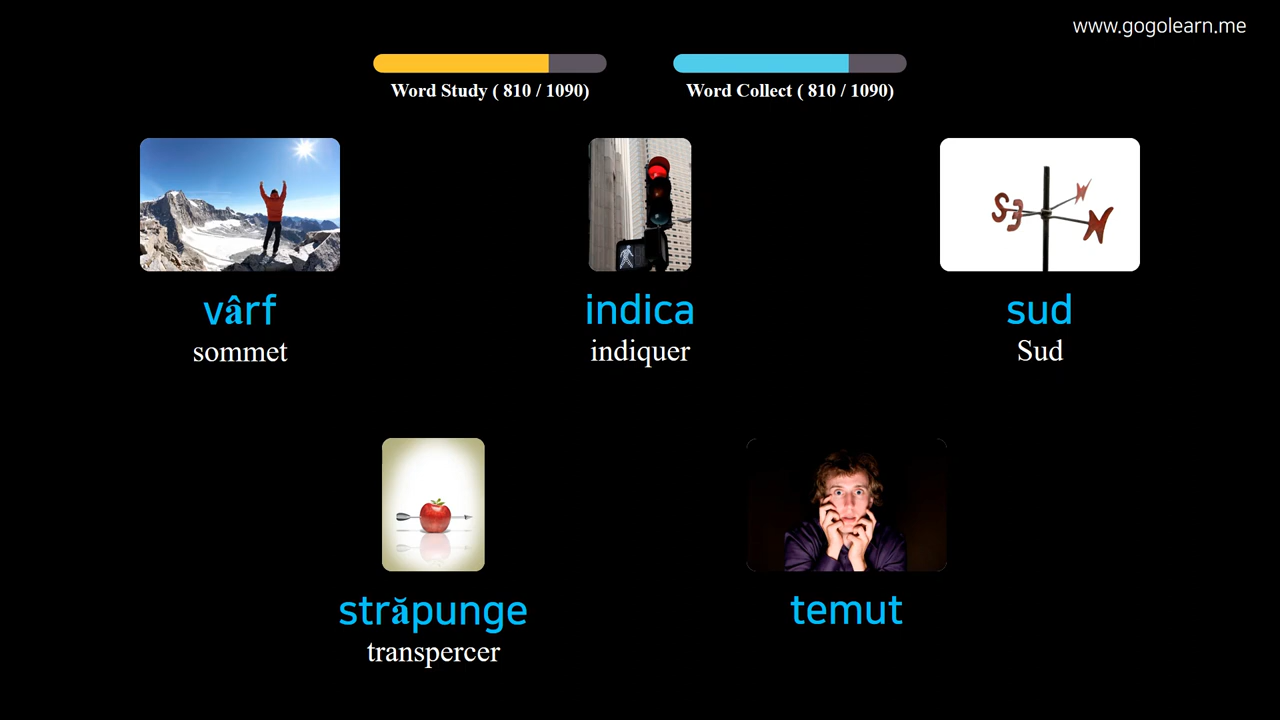 www.gogolearn.me
Word Study ( 810 / 1090)
Word Collect ( 810 / 1090)
vârf
sommet
indica
indiquer
sud
Sud
S
E
N
W
străpunge
transpercer
temut